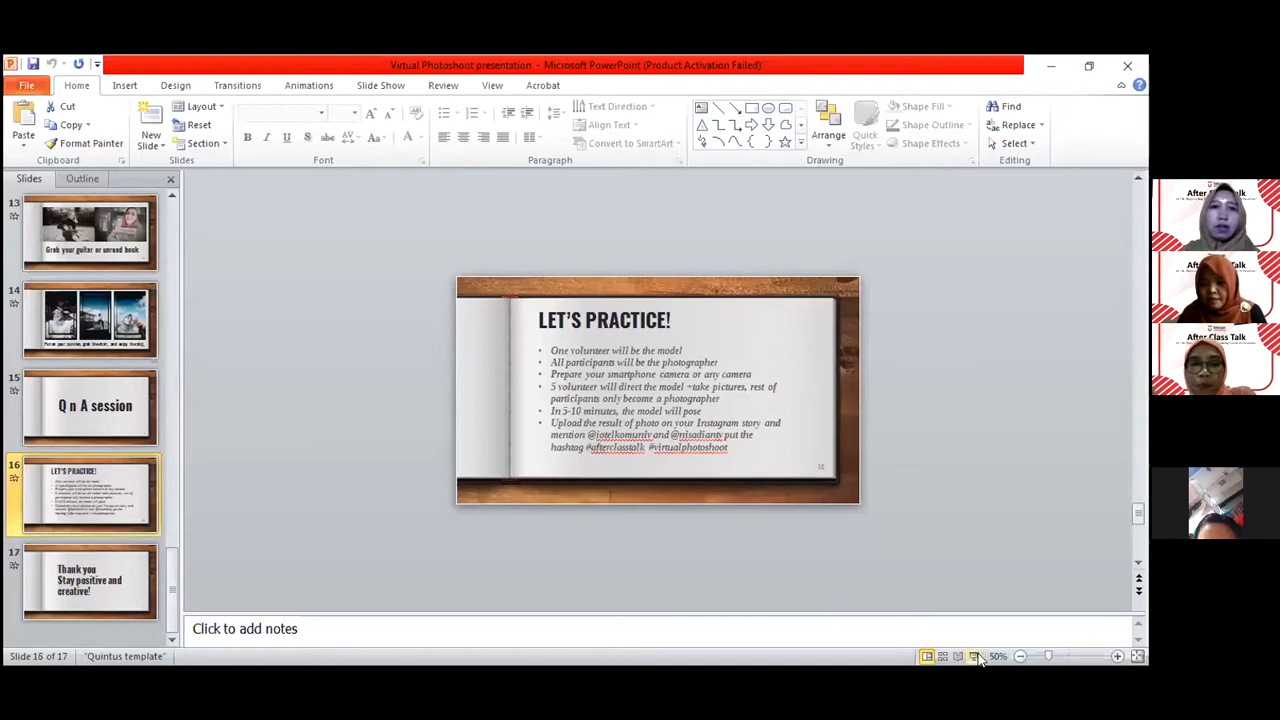 Virtual Photoshoot presentation - Microsoft PowerPoint (Product Activation Failed)
File Home Insert Design Transitions Animations Slide Show Review View Acrobat
Paste
Cut
Copy
Format Painter
Clipboard
New
Slide
Layout
Reset
Section
Slides
Font
Text Direction
Align Text
Convert to SmartArt
Paragraph
Arrange
Quick
Styles
Shape Fill
Shape Outline
Shape Effects
Drawing
Find
Replace
Select
Editing
Slides Outline
13
Grab your guitar or unread book
14
15
Q n A session
16
LET'S PRACTICE!
17
Thank you
Stay positive and
creative!
LET'S PRACTICE!
• One volunteer will be the model
• All participants will be the photographer
• Prepare your smartphone camera or any camera
• 5 volunteer will direct the model +take pictures, rest of
participants only become a photographer
• In 5-10 minutes, the model will pose
• Upload the result of photo on your Instagram story and
mention @iotelkomuniv and @nisadianty put the
hashtag #afterclasstalk #virtualphotoshoot
16
Click to add notes
Slide 16 of 17 "Quintus template" 50%
After Class Talk